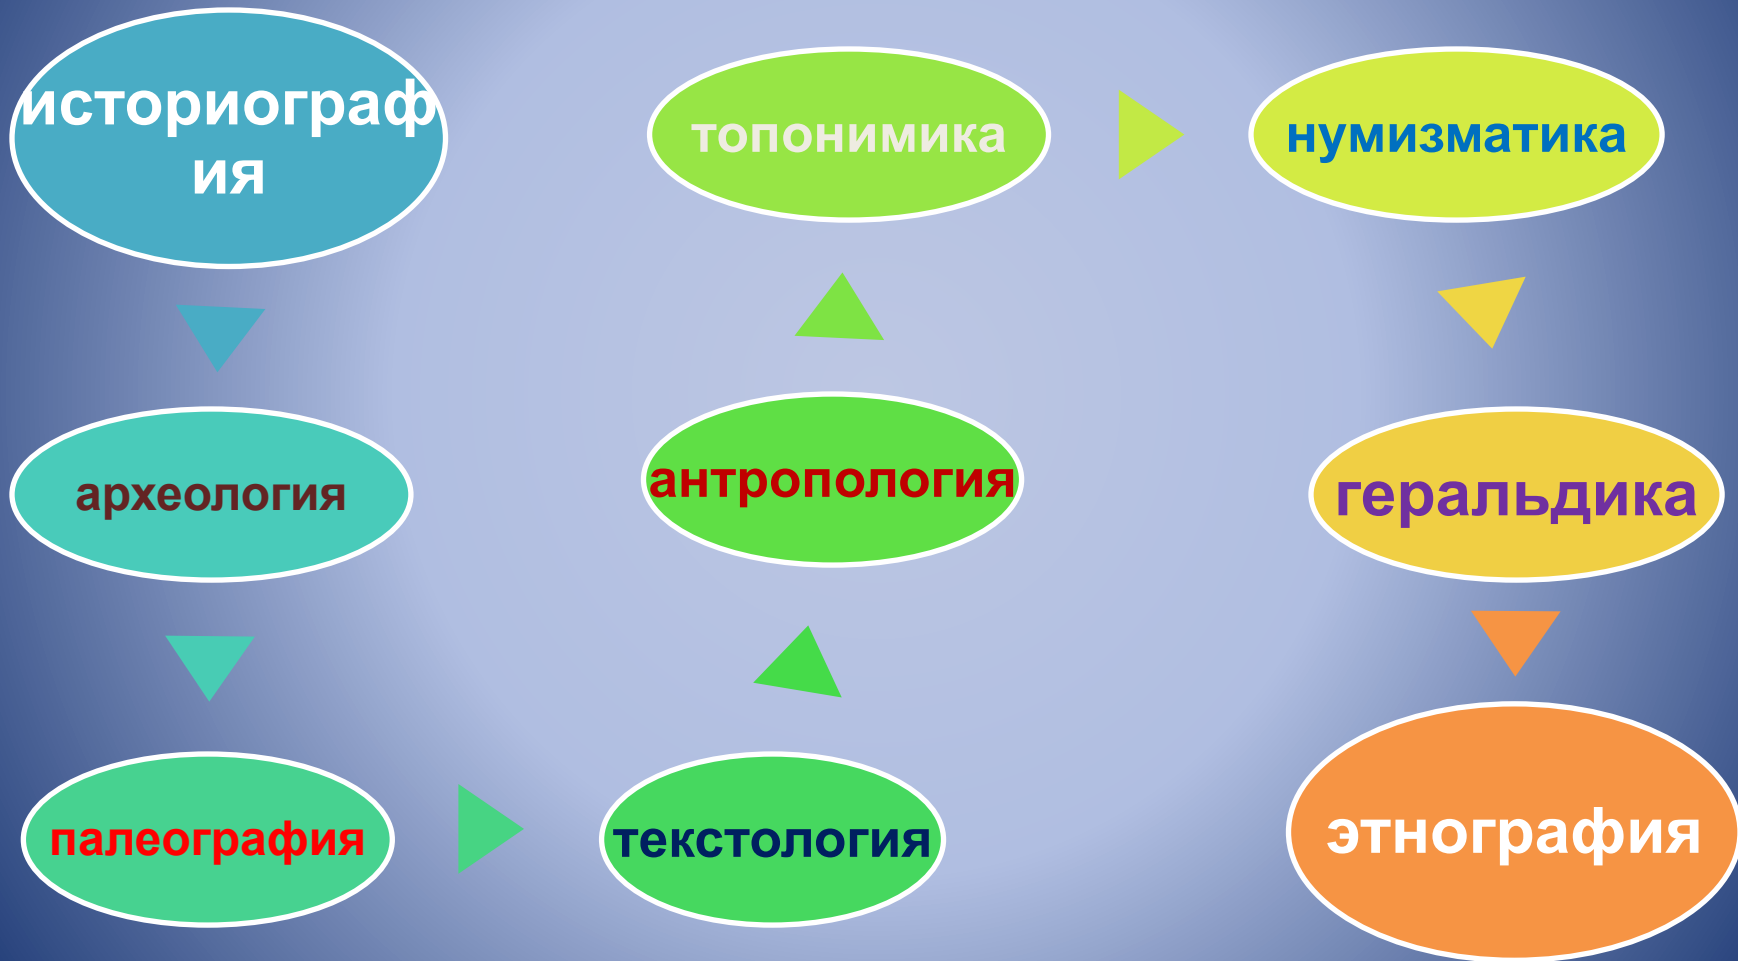 историограф
ия
археология
палеография
текстология
антропология
топонимика
нумизматика
геральдика
этнография